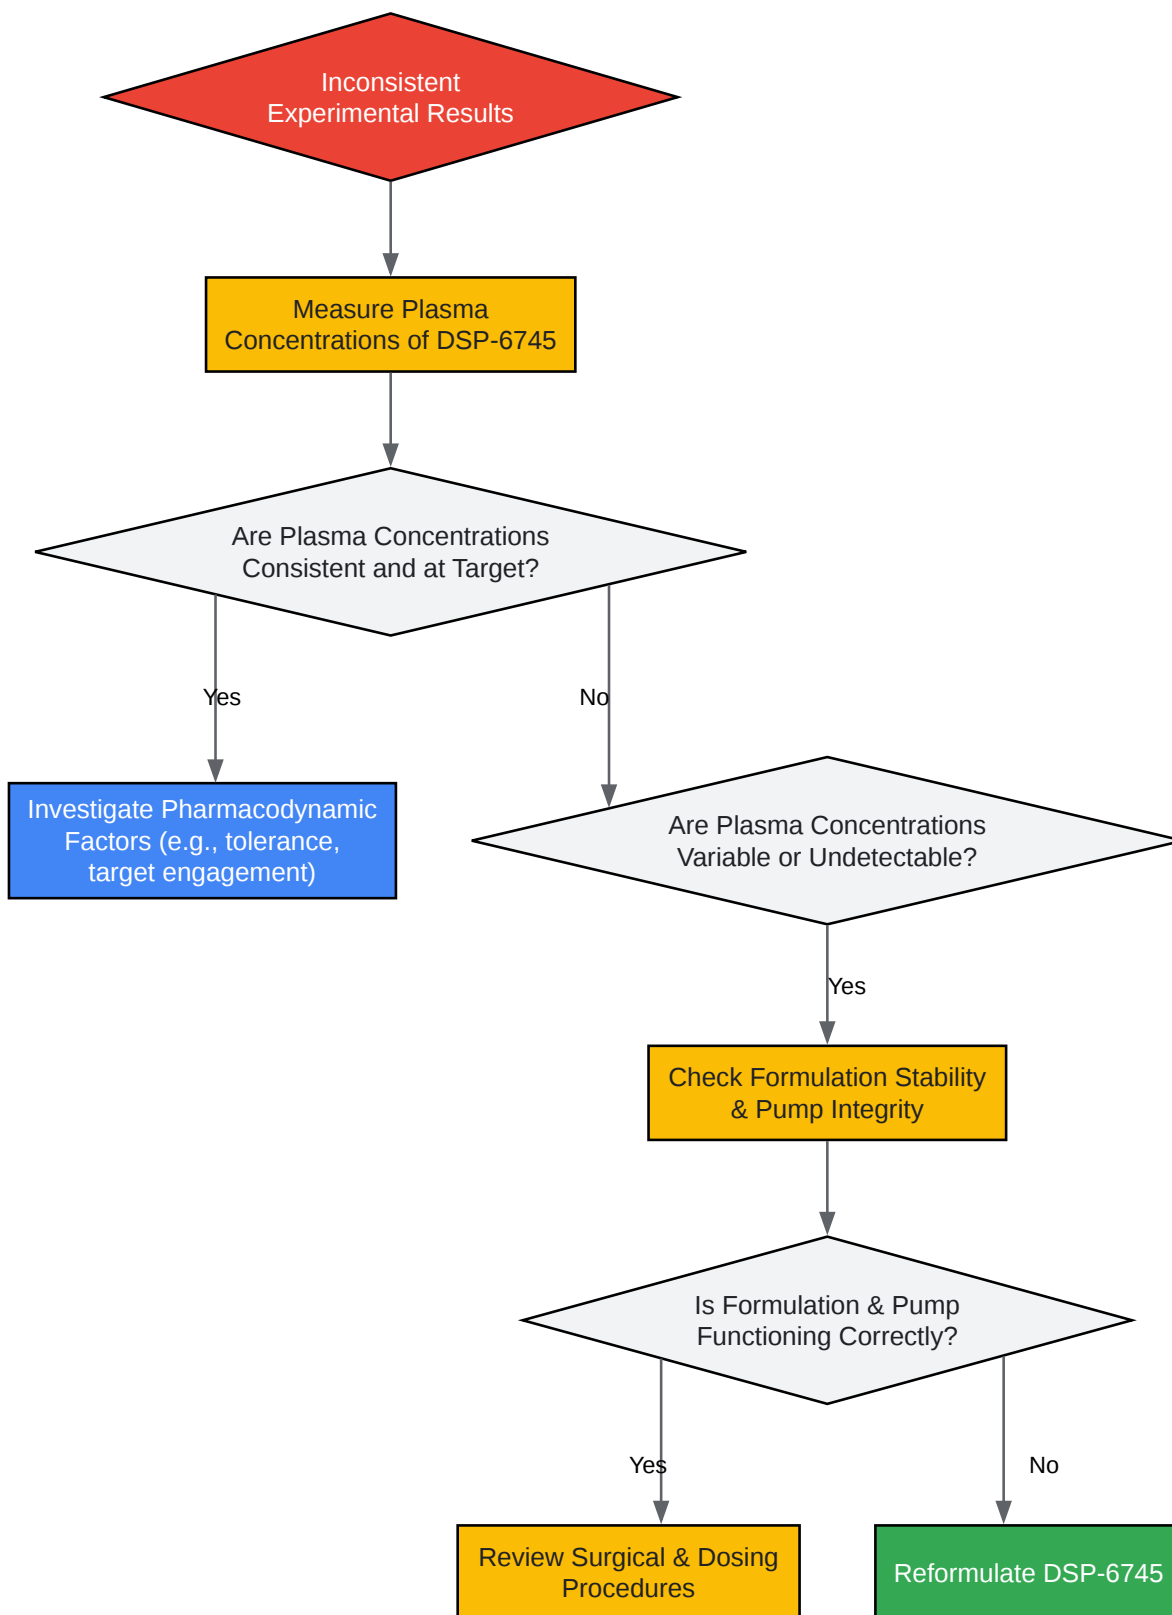 Inconsistent
Experimental Results
Measure Plasma
Concentrations of DSP-6745
Are Plasma Concentrations
Consistent and at Target?
Yes
No
Investigate Pharmacodynamic
Factors (e.g., tolerance,
target engagement)
Are Plasma Concentrations
Variable or Undetectable?
Yes
Check Formulation Stability
& Pump Integrity
Is Formulation & Pump
Functioning Correctly?
Yes
No
Review Surgical & Dosing
Procedures
Reformulate DSP-6745